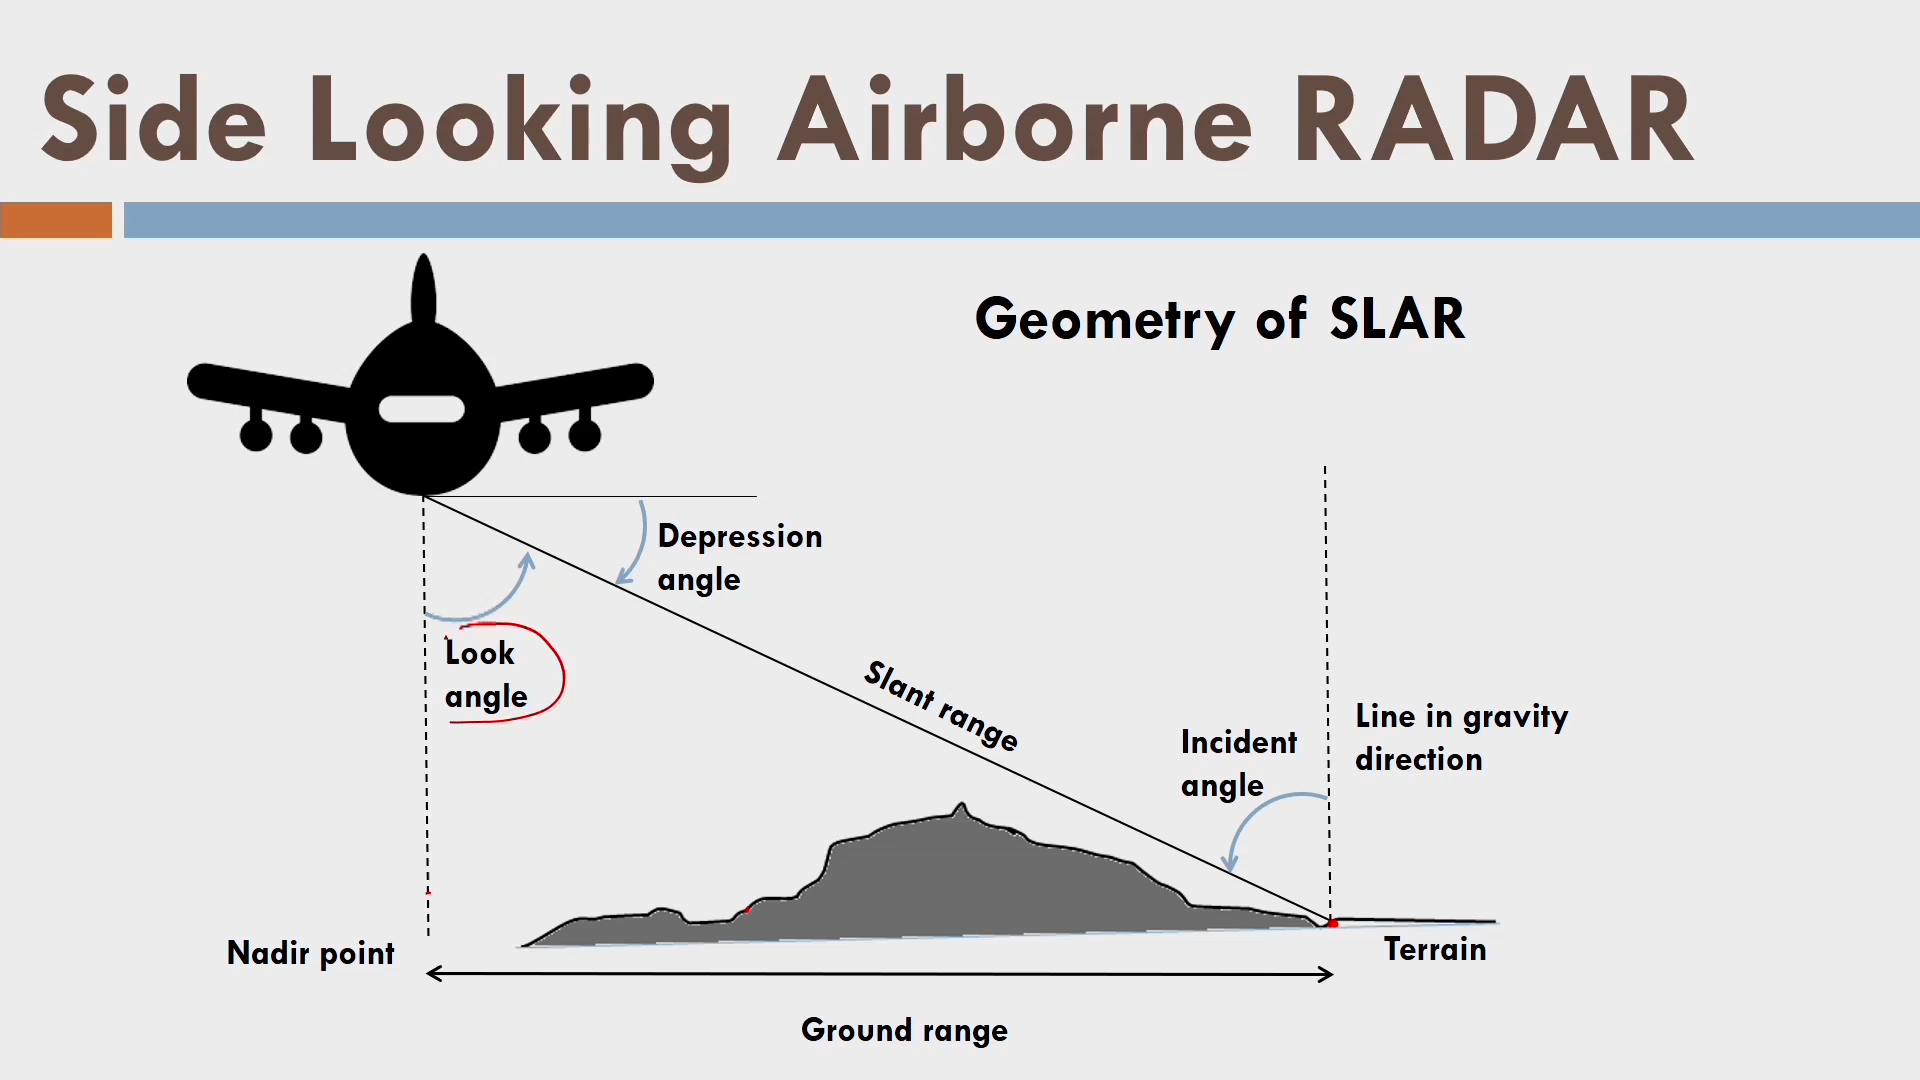 Side Looking Airborne RADAR
Geometry of SLAR
Depression
angle
Look
angle
Slant range
Incident
angle
Line in gravity
direction
Nadir point
Terrain
Ground range